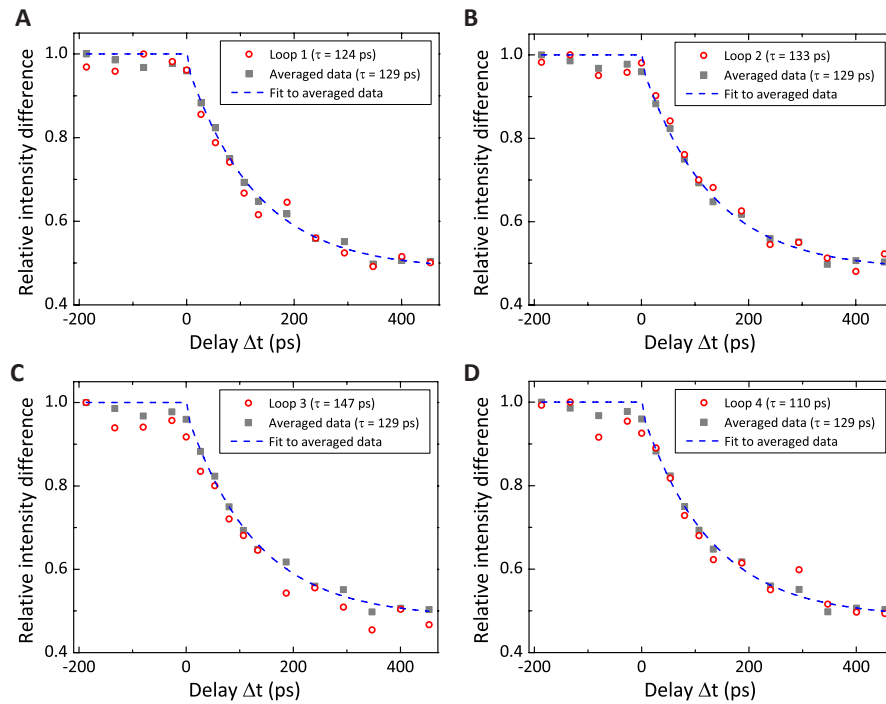 A
Relative intensity difference
1.0
0.8
0.6
0.4
Loop 1 (τ = 124 ps)
Averaged data (τ = 129 ps)
Fit to averaged data
-200
0
200
400
Delay Δt (ps)
B
Relative intensity difference
1.0
0.8
0.6
0.4
Loop 2 (τ = 133 ps)
Averaged data (τ = 129 ps)
Fit to averaged data
-200
0
200
400
Delay Δt (ps)
C
Relative intensity difference
1.0
0.8
0.6
0.4
Loop 3 (τ = 147 ps)
Averaged data (τ = 129 ps)
Fit to averaged data
-200
0
200
400
Delay Δt (ps)
D
Relative intensity difference
1.0
0.8
0.6
0.4
Loop 4 (τ = 110 ps)
Averaged data (τ = 129 ps)
Fit to averaged data
-200
0
200
400
Delay Δt (ps)